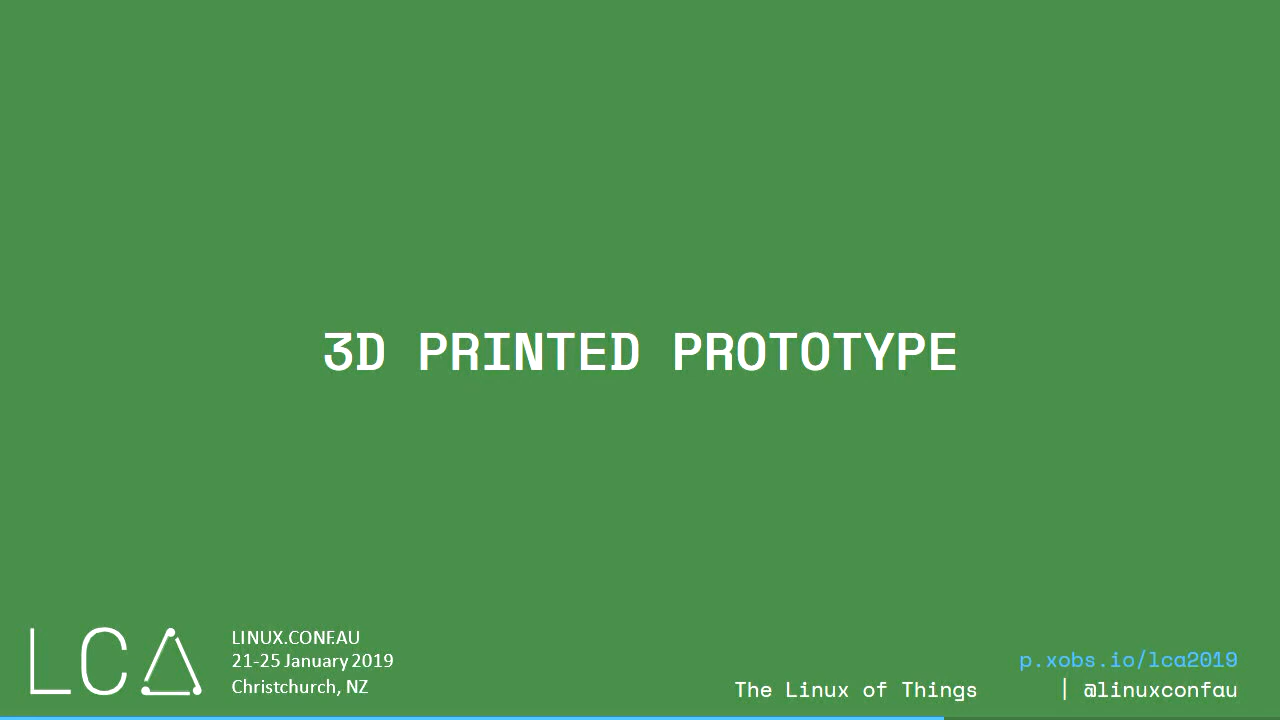 3D PRINTED PROTOTYPE
LCA
LINUX.CONF.AU
21-25 January 2019
Christchurch, NZ
p.xobs.io/lca2019
The Linux of Things | @linuxconfau